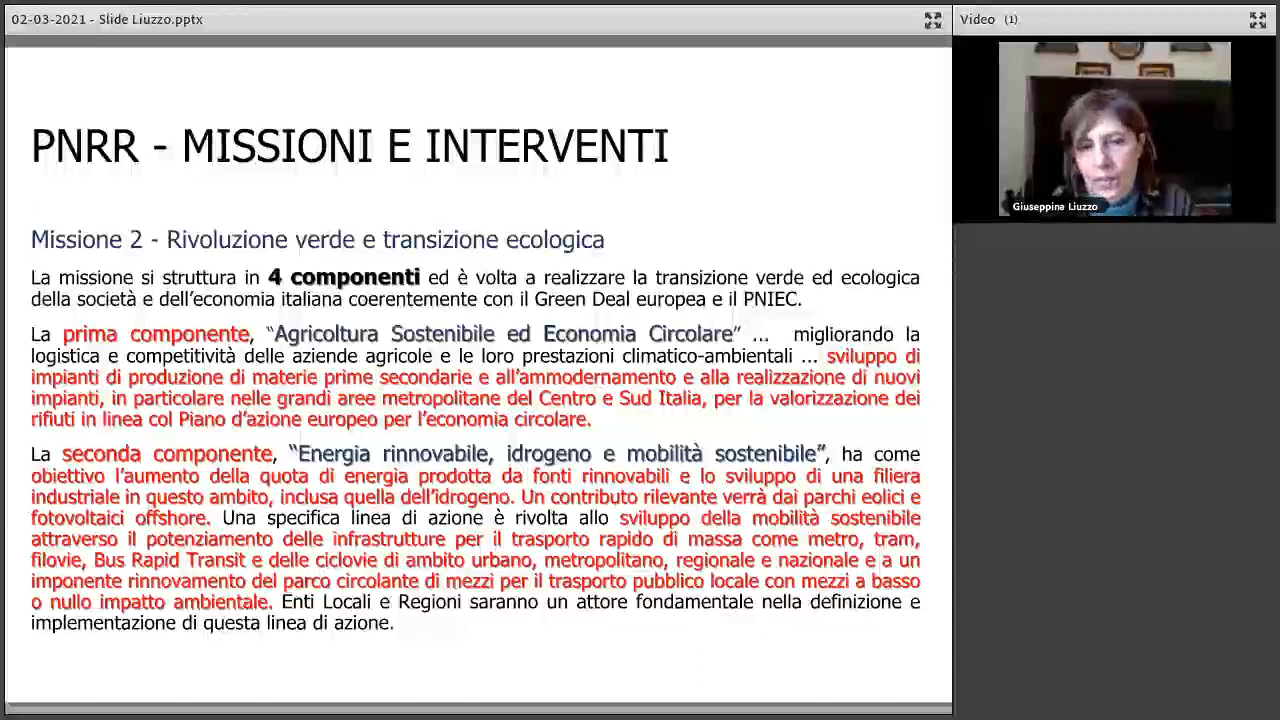 02-03-2021 - Slide Liuzzo.pptx
Video (1)
Giuseppina Liuzzo
PNRR - MISSIONI E INTERVENTI
Missione 2 - Rivoluzione verde e transizione ecologica
La missione si struttura in 4 componenti ed è volta a realizzare la transizione verde ed ecologica
della società e dell’economia italiana coerentemente con il Green Deal europea e il PNIEC.
La prima componente, “Agricoltura Sostenibile ed Economia Circolare” ... migliorando la
logistica e competitività delle aziende agricole e le loro prestazioni climatico-ambientali ... sviluppo di
impianti di produzione di materie prime secondarie e all’ammodernamento e alla realizzazione di nuovi
impianti, in particolare nelle grandi aree metropolitane del Centro e Sud Italia, per la valorizzazione dei
rifiuti in linea col Piano d’azione europeo per l’economia circolare.
La seconda componente, “Energia rinnovabile, idrogeno e mobilità sostenibile”, ha come
obiettivo l’aumento della quota di energia prodotta da fonti rinnovabili e lo sviluppo di una filiera
industriale in questo ambito, inclusa quella dell’idrogeno. Un contributo rilevante verrà dai parchi eolici e
fotovoltaici offshore. Una specifica linea di azione è rivolta allo sviluppo della mobilità sostenibile
attraverso il potenziamento delle infrastrutture per il trasporto rapido di massa come metro, tram,
filovie, Bus Rapid Transit e delle ciclovie di ambito urbano, metropolitano, regionale e nazionale e a un
imponente rinnovamento del parco circolante di mezzi per il trasporto pubblico locale con mezzi a basso
o nullo impatto ambientale. Enti Locali e Regioni saranno un attore fondamentale nella definizione e
implementazione di questa linea di azione.